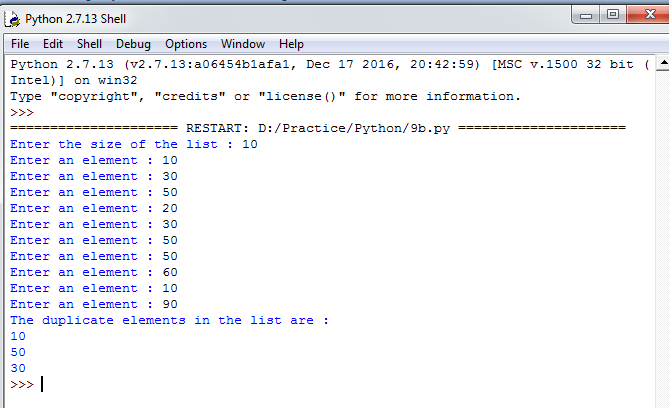 Python 2.7.13 Shell
File Edit Shell Debug Options Window Help
Python 2.7.13 (v2.7.13:a06454b1afa1, Dec 17 2016, 20:42:59) [MSC v.1500 32 bit (
Intel)] on win32
Type "copyright", "credits" or "license()" for more information.
>>>
===================== RESTART: D:/Practice/Python/9b.py =====================
Enter the size of the list : 10
Enter an element : 10
Enter an element : 30
Enter an element : 50
Enter an element : 20
Enter an element : 30
Enter an element : 50
Enter an element : 50
Enter an element : 60
Enter an element : 10
Enter an element : 90
The duplicate elements in the list are :
10
50
30
>>>